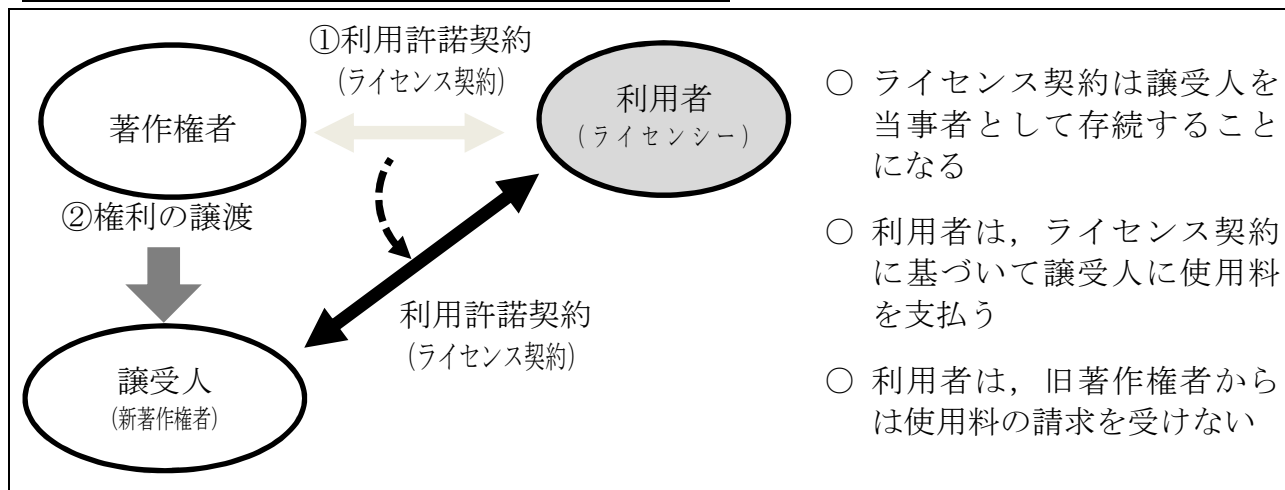 ①利用許諾契約
(ライセンス契約)
著作権者
利用者
(ライセンシー)
②権利の譲渡
利用許諾契約
(ライセンス契約)
譲受人
(新著作権者)
○ ライセンス契約は譲受人を
当事者として存続すること
になる
○ 利用者は，ライセンス契約
に基づいて譲受人に使用料
を支払う
○ 利用者は，旧著作権者から
は使用料の請求を受けない